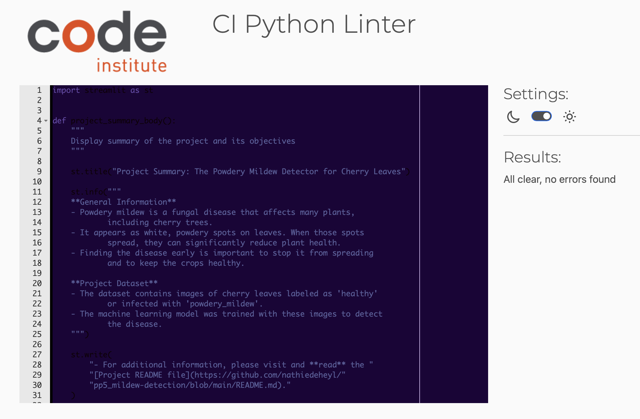 code
institute
CI Python Linter
Settings:
Results:
All clear, no errors found
1 import streamlit as st
2
3
4 def project_summary_body():
5 """
6 Display summary of the project and its objectives
7 """
8
9 st.title("Project Summary: The Powdery Mildew Detector for Cherry Leaves")
10
11 st.info("""
12 **General Information**
13 - Powdery mildew is a fungal disease that affects many plants,
14 including cherry trees.
15 - It appears as white, powdery spots on leaves. When those spots
16 spread, they can significantly reduce plant health.
17 - Finding the disease early is important to stop it from spreading
18 and to keep the crops healthy.
19
20 **Project Dataset**
21 - The dataset contains images of cherry leaves labeled as 'healthy'
22 or infected with 'powdery_mildew'.
23 - The machine learning model was trained with these images to detect
24 the disease.
25 """)
26
27 st.write(
28 "- For additional information, please visit and **read** the "
29 "[Project README file](https://github.com/nathiedeheyl/"
30 "pp5_mildew-detection/blob/main/README.md)."
31 )